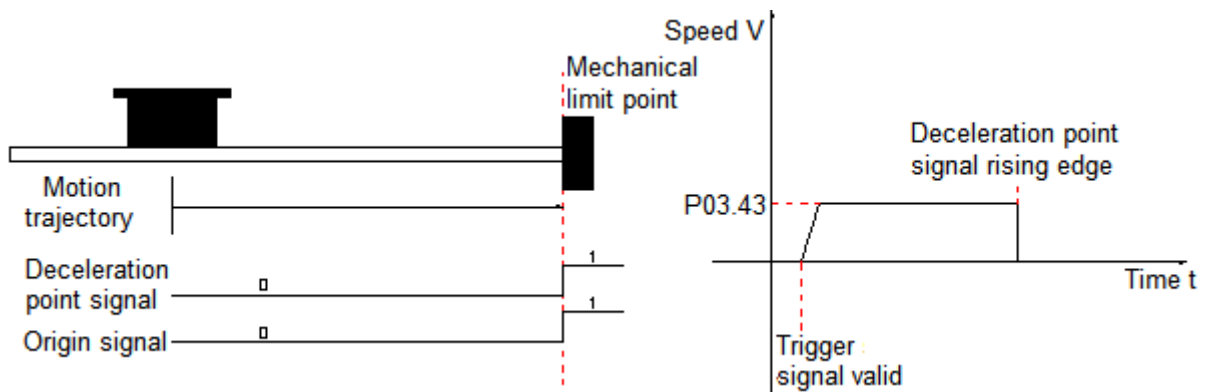 Mechanical
limit point
Motion
trajectory
Deceleration
point signal
0
1
Origin signal
0
1
Speed V
Deceleration point
signal rising edge
P03.43
Time t
Trigger
signal valid